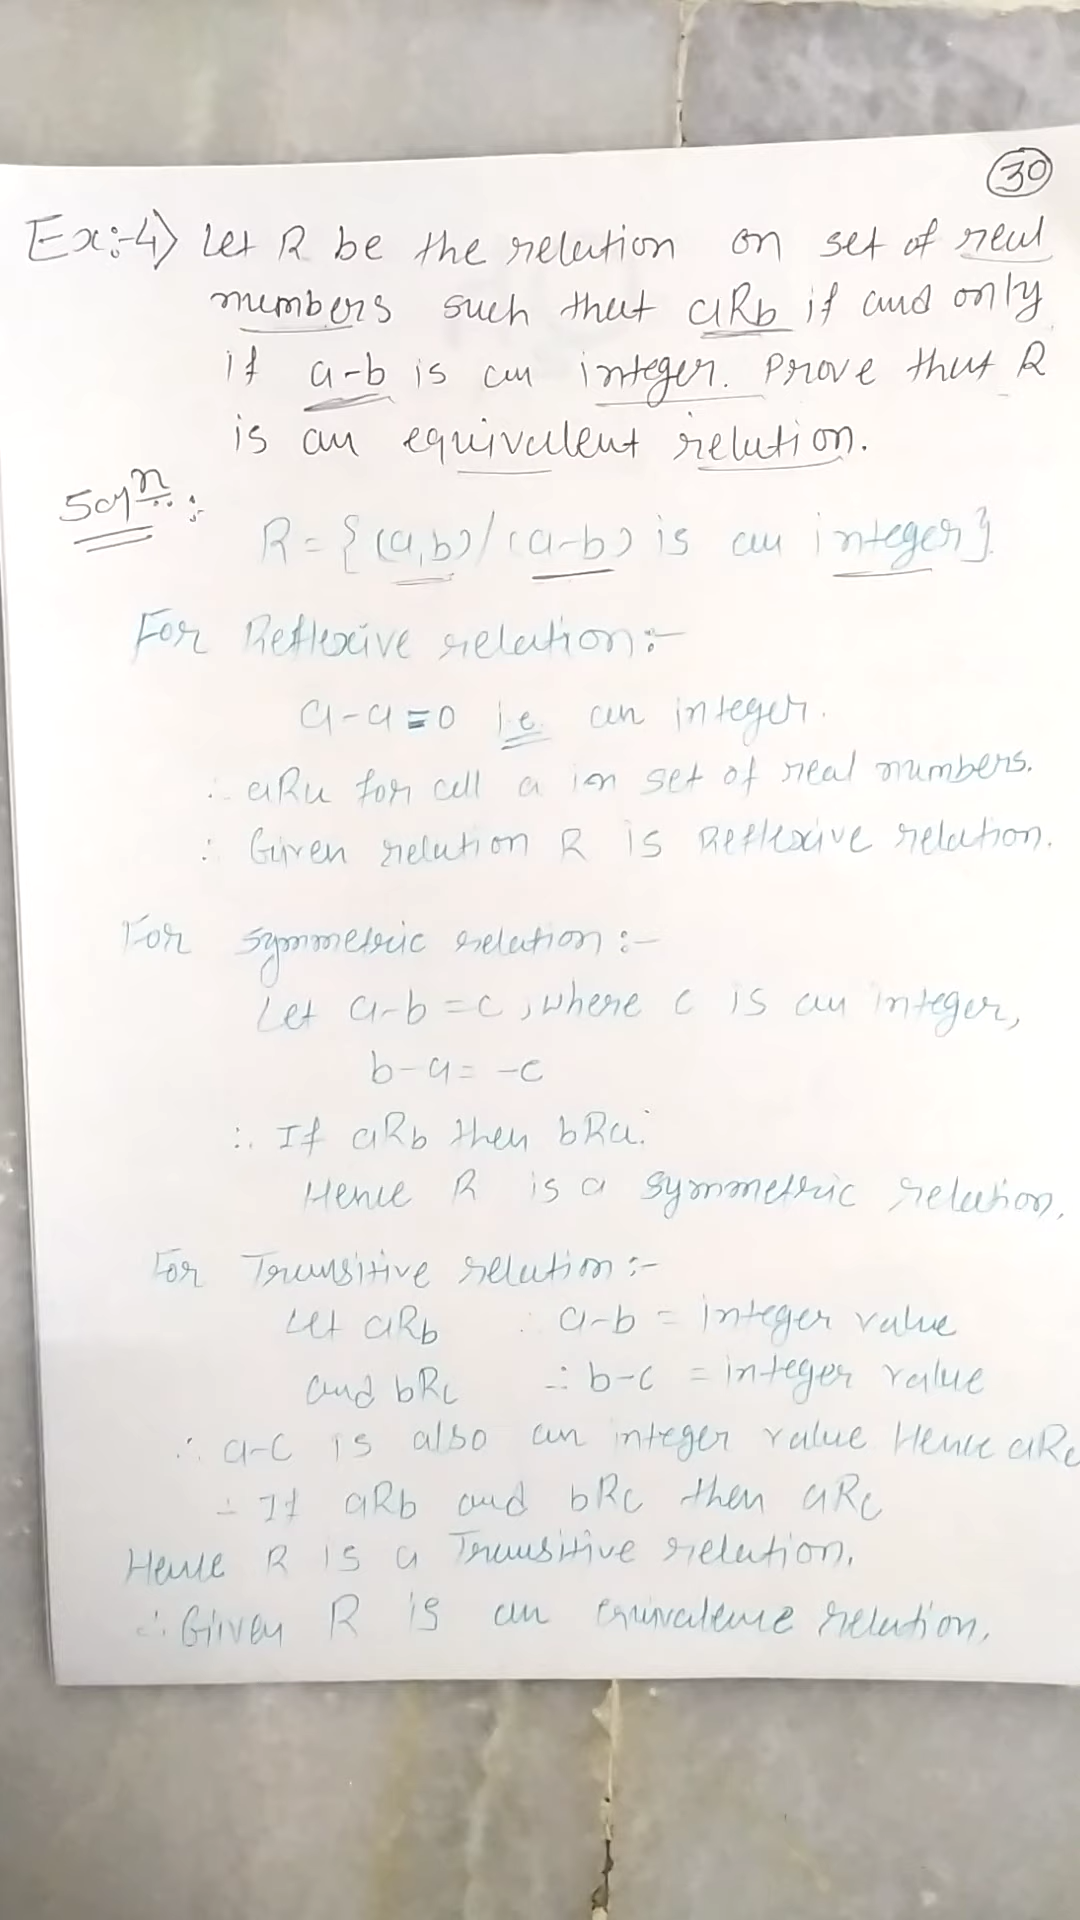 30
Ex:-4) Let R be the relation on set of real
numbers such that aRb if and only
if a-b is an integer. Prove that R
is an equivalent relation.
Solⁿ:
R = {(a,b)/(a-b) is an integer}.
For Reflexive relation:-
a-a=0 i.e. an integer.
∴ aRa for all a in set of real numbers.
∴ Given relation R is Reflexive relation.
For symmetric relation:-
Let a-b=c, where c is an integer,
b-a= -c
∴ If aRb then bRa.
Hence R is a symmetric relation.
For Transitive relation:-
Let aRb ∴ a-b = integer value
and bRc ∴ b-c = integer value
∴ a-c is also an integer value Hence aRc
∴ If aRb and bRc then aRc
Hence R is a Transitive relation.
∴ Given R is an equivalence relation.